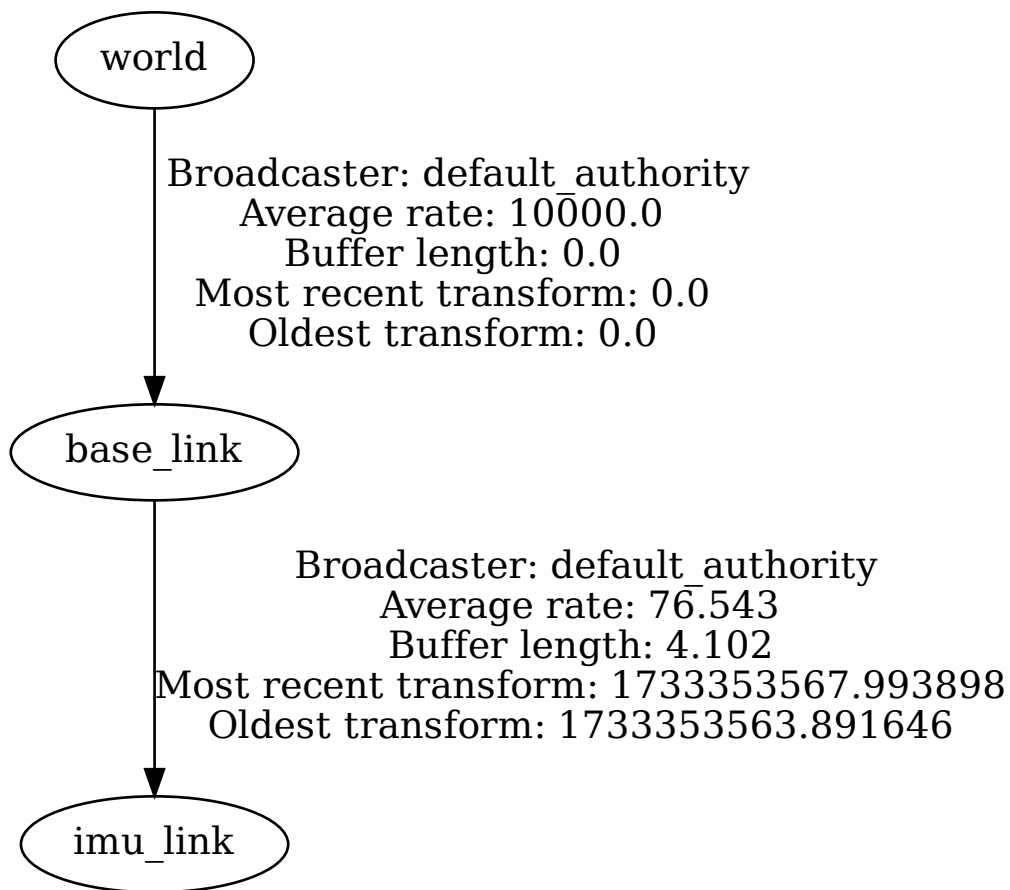 world
Broadcaster: default_authority
Average rate: 10000.0
Buffer length: 0.0
Most recent transform: 0.0
Oldest transform: 0.0
base_link
Broadcaster: default_authority
Average rate: 76.543
Buffer length: 4.102
Most recent transform: 1733353567.993898
Oldest transform: 1733353563.891646
imu_link